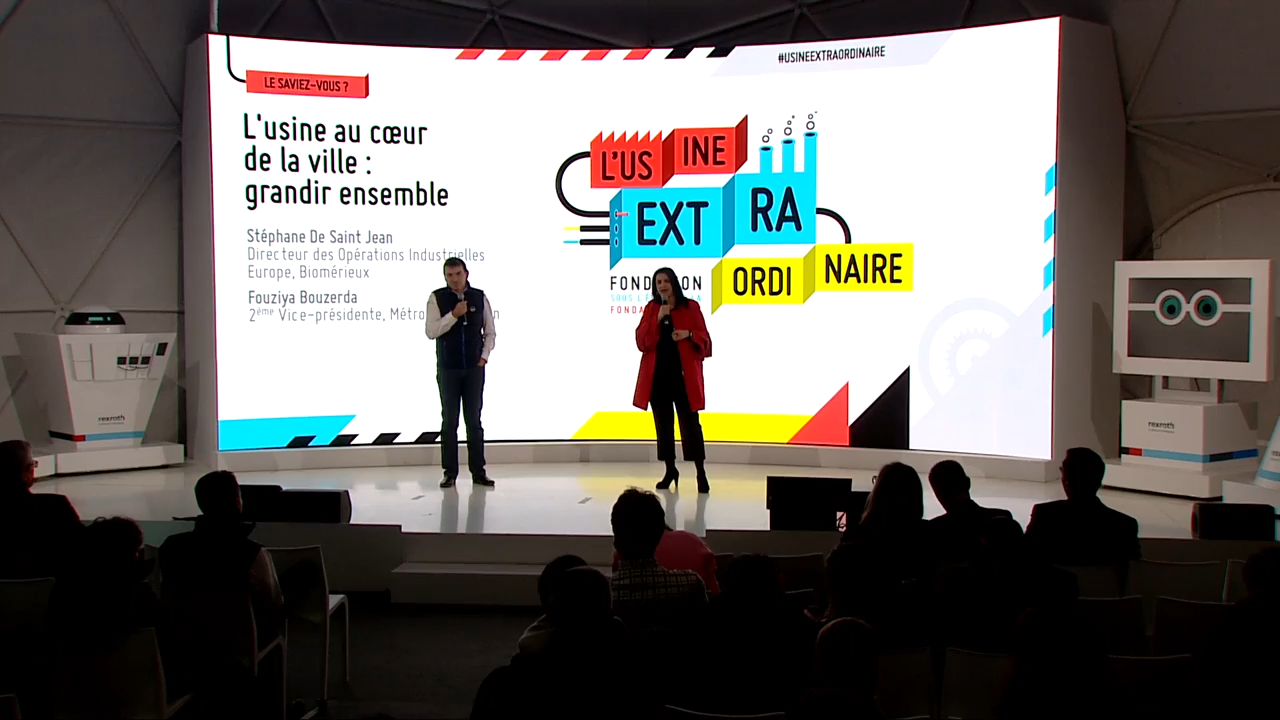 #USINEEXTRAORDINAIRE
LE SAVIEZ-VOUS ?
L'usine au cœur
de la ville :
grandir ensemble
Stéphane De Saint Jean
Directeur des Opérations Industrielles
Europe, Biomérieux
Fouziya Bouzerda
2ème Vice-présidente,
L'US INE
EXT RA
ORDI NAIRE
FONDATION
rexroth
rexroth